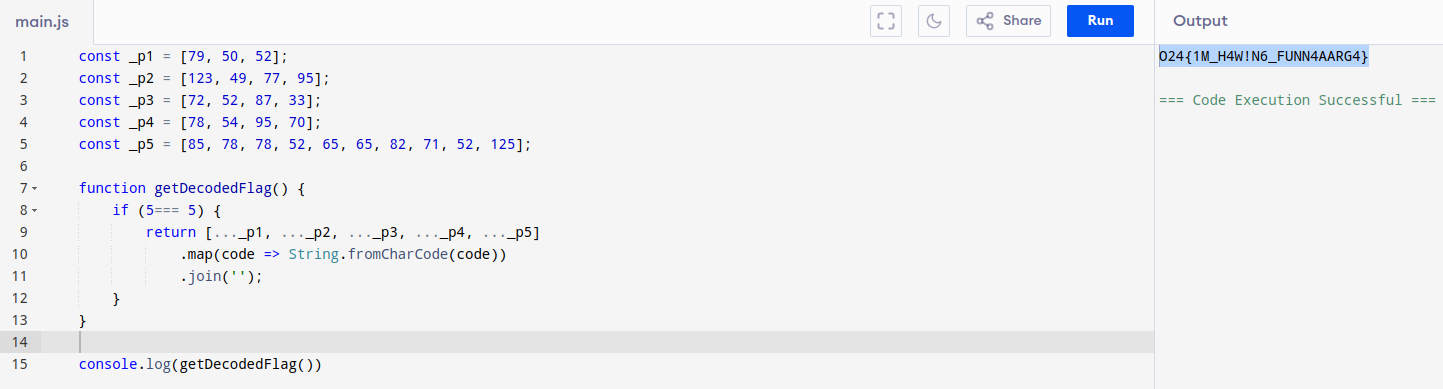 main.js
Share
Run
Output
1 const _p1 = [79, 50, 52];
2 const _p2 = [123, 49, 77, 95];
3 const _p3 = [72, 52, 87, 33];
4 const _p4 = [78, 54, 95, 70];
5 const _p5 = [85, 78, 78, 52, 65, 65, 82, 71, 52, 125];
6
7 function getDecodedFlag() {
8 if (5=== 5) {
9 return [..._p1, ..._p2, ..._p3, ..._p4, ..._p5]
10 .map(code => String.fromCharCode(code))
11 .join('');
12 }
13 }
14
15 console.log(getDecodedFlag())
O24{1M_H4W!N6_FUNN4AARG4}
=== Code Execution Successful ===